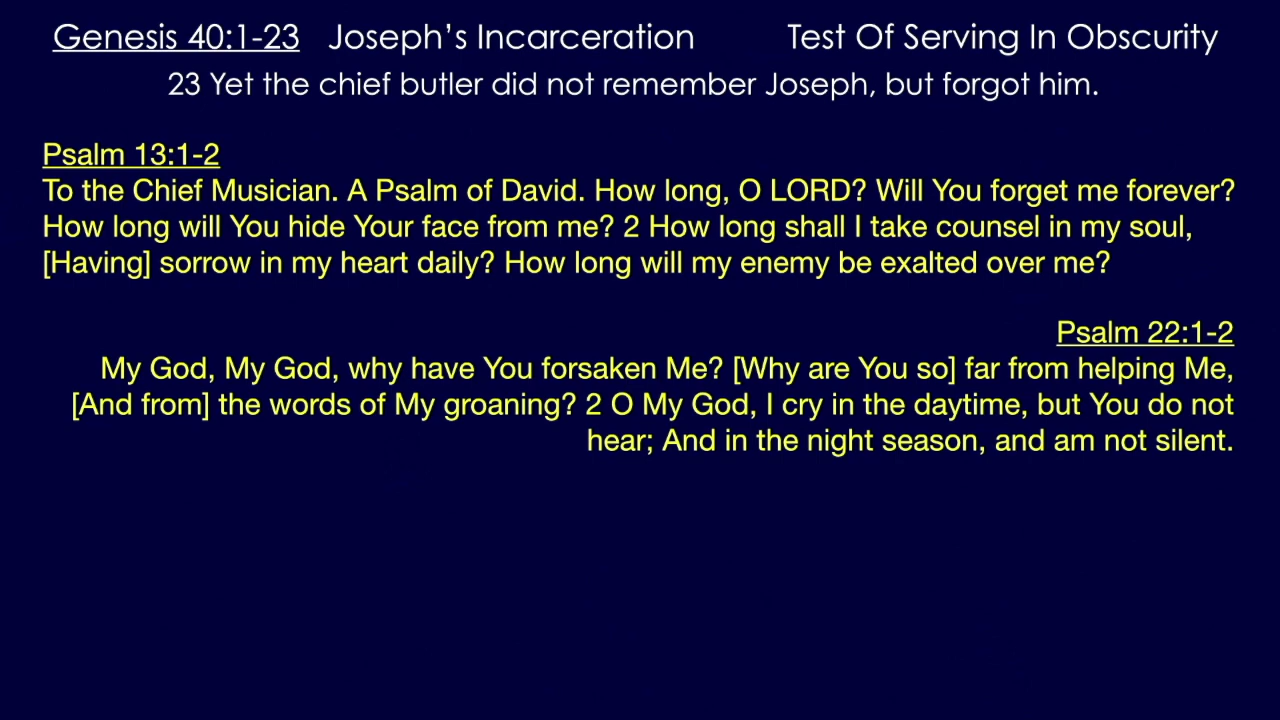 Genesis 40:1-23 Joseph's Incarceration Test Of Serving In Obscurity
23 Yet the chief butler did not remember Joseph, but forgot him.
Psalm 13:1-2
To the Chief Musician. A Psalm of David. How long, O LORD? Will You forget me forever?
How long will You hide Your face from me? 2 How long shall I take counsel in my soul,
[Having] sorrow in my heart daily? How long will my enemy be exalted over me?
Psalm 22:1-2
My God, My God, why have You forsaken Me? [Why are You so] far from helping Me,
[And from] the words of My groaning? 2 O My God, I cry in the daytime, but You do not
hear; And in the night season, and am not silent.